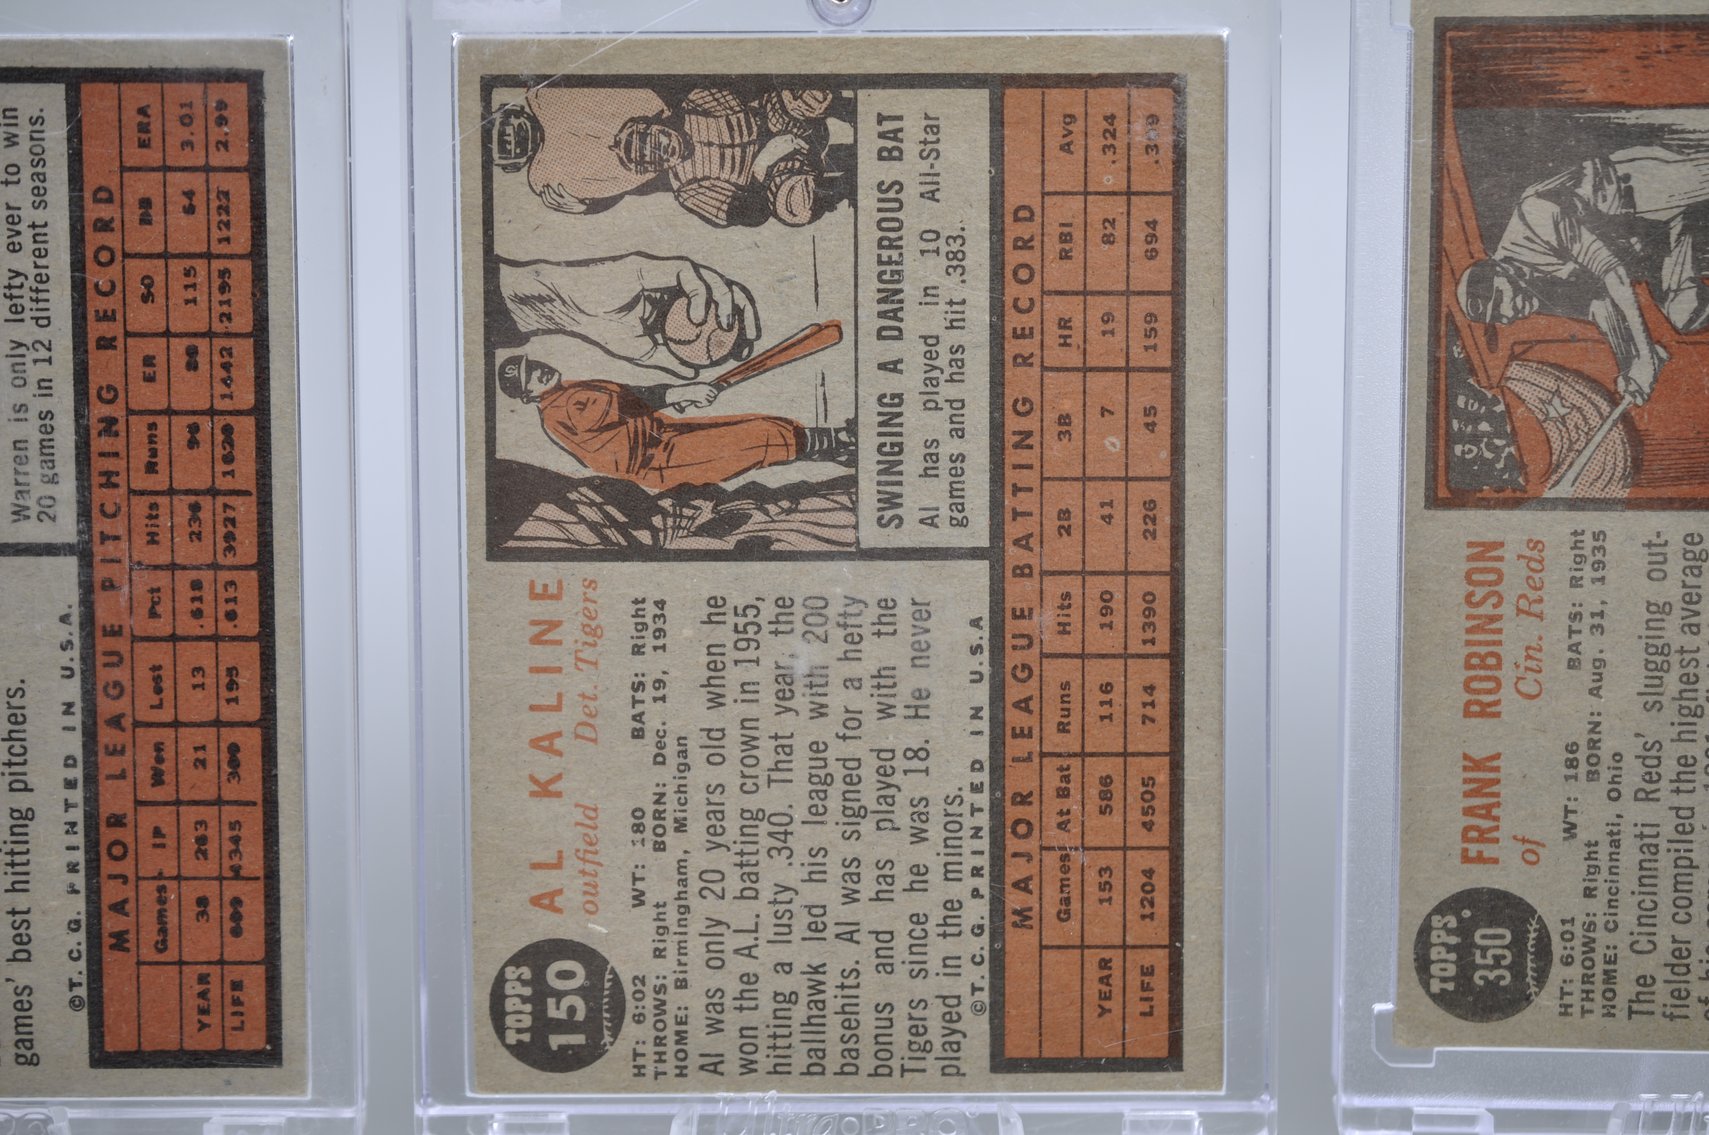 games' best hitting pitchers.
©T. C. G. PRINTED IN U.S.A.
Warren is only lefty ever to win
20 games in 12 different seasons.
MAJOR LEAGUE PITCHING RECORD
Games IP Won Lost Pct Hits Runs ER SO BB ERA
YEAR 38 263 21 13 .618 236 96 88 115 64 3.01
LIFE 609 4345 309 195 .613 3927 1620 1442 2195 1222 2.99
TOPPS
150
AL KALINE
outfield Det. Tigers
HT: 6:02 WT: 180 BATS: Right
THROWS: Right BORN: Dec. 19, 1934
HOME: Birmingham, Michigan
Al was only 20 years old when he
won the A.L. batting crown in 1955,
hitting a lusty .340. That year, the
ballhawk led his league with 200
basehits. Al was signed for a hefty
bonus and has played with the
Tigers since he was 18. He never
played in the minors.
©T. C. G. PRINTED IN U.S.A
SWINGING A DANGEROUS BAT
Al has played in 10 All-Star
games and has hit .383.
MAJOR LEAGUE BATTING RECORD
Games At Bat Runs Hits 2B 3B HR RBI Avg
YEAR 153 586 116 190 41 7 19 82 .324
LIFE 1204 4505 714 1390 226 45 159 694 .309
TOPPS
350
FRANK ROBINSON
of Cin. Reds
HT: 6:01 WT: 186 BATS: Right
THROWS: Right BORN: Aug. 31, 1935
HOME: Cincinnati, Ohio
The Cincinnati Reds' slugging out-
fielder compiled the highest average
Ultra·PRO